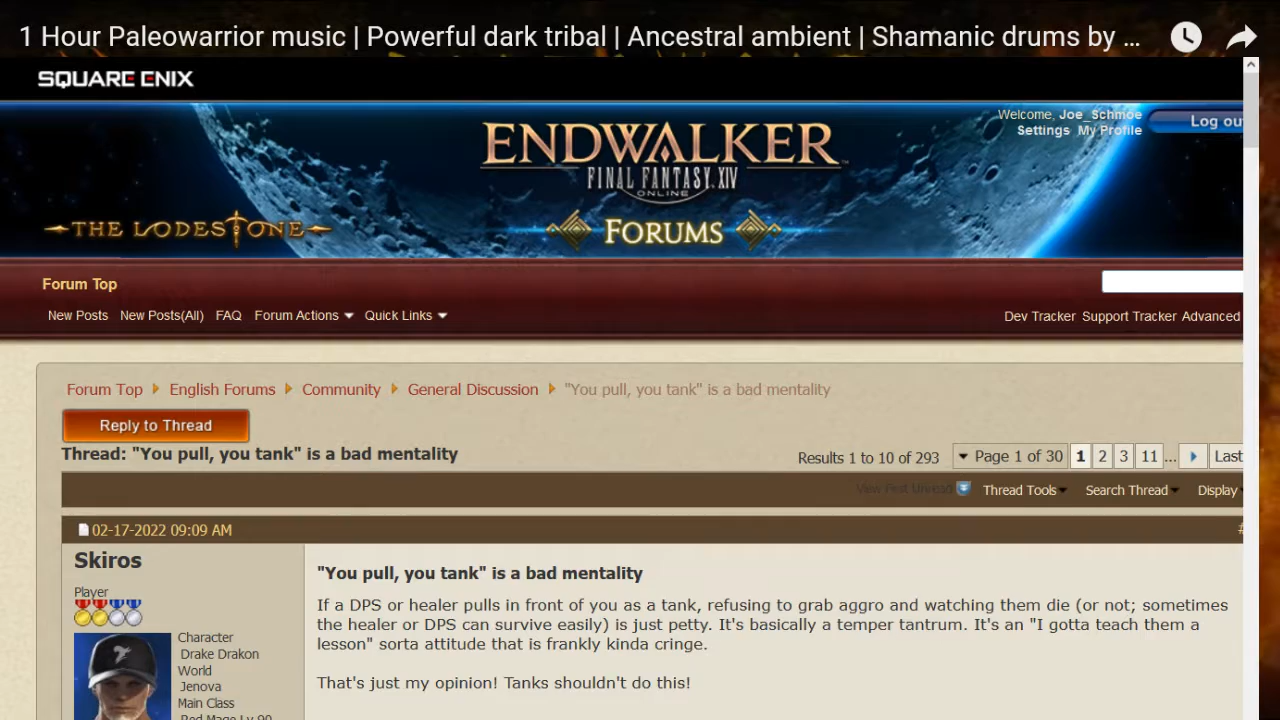 1 Hour Paleowarrior music | Powerful dark tribal | Ancestral ambient | Shamanic drums by ...
SQUARE ENIX
Welcome, Joe_Schmoe
Settings My Profile
Log ou
ENDWALKER
FINAL FANTASY XIV
ONLINE
THE LODESTONE
FORUMS
Forum Top
New Posts New Posts(All) FAQ Forum Actions Quick Links
Dev Tracker Support Tracker Advanced
Forum Top English Forums Community General Discussion "You pull, you tank" is a bad mentality
Reply to Thread
Thread: "You pull, you tank" is a bad mentality
Results 1 to 10 of 293 Page 1 of 30 1 2 3 11 ... Last
View First Unread Thread Tools Search Thread Display
02-17-2022 09:09 AM
Skiros
Player
Character
Drake Drakon
World
Jenova
Main Class
Red Mage Lv 90
"You pull, you tank" is a bad mentality
If a DPS or healer pulls in front of you as a tank, refusing to grab aggro and watching them die (or not; sometimes
the healer or DPS can survive easily) is just petty. It's basically a temper tantrum. It's an "I gotta teach them a
lesson" sorta attitude that is frankly kinda cringe.
That's just my opinion! Tanks shouldn't do this!